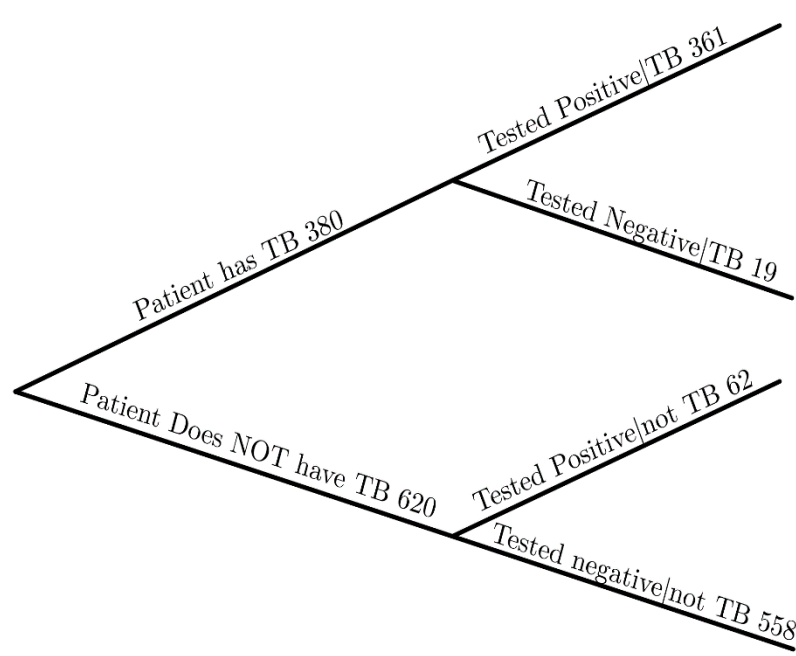 Tested Positive|TB 361
Tested Negative|TB 19
Patient has TB 380
Patient Does NOT have TB 620
Tested Positive|not TB 62
Tested negative|not TB 558